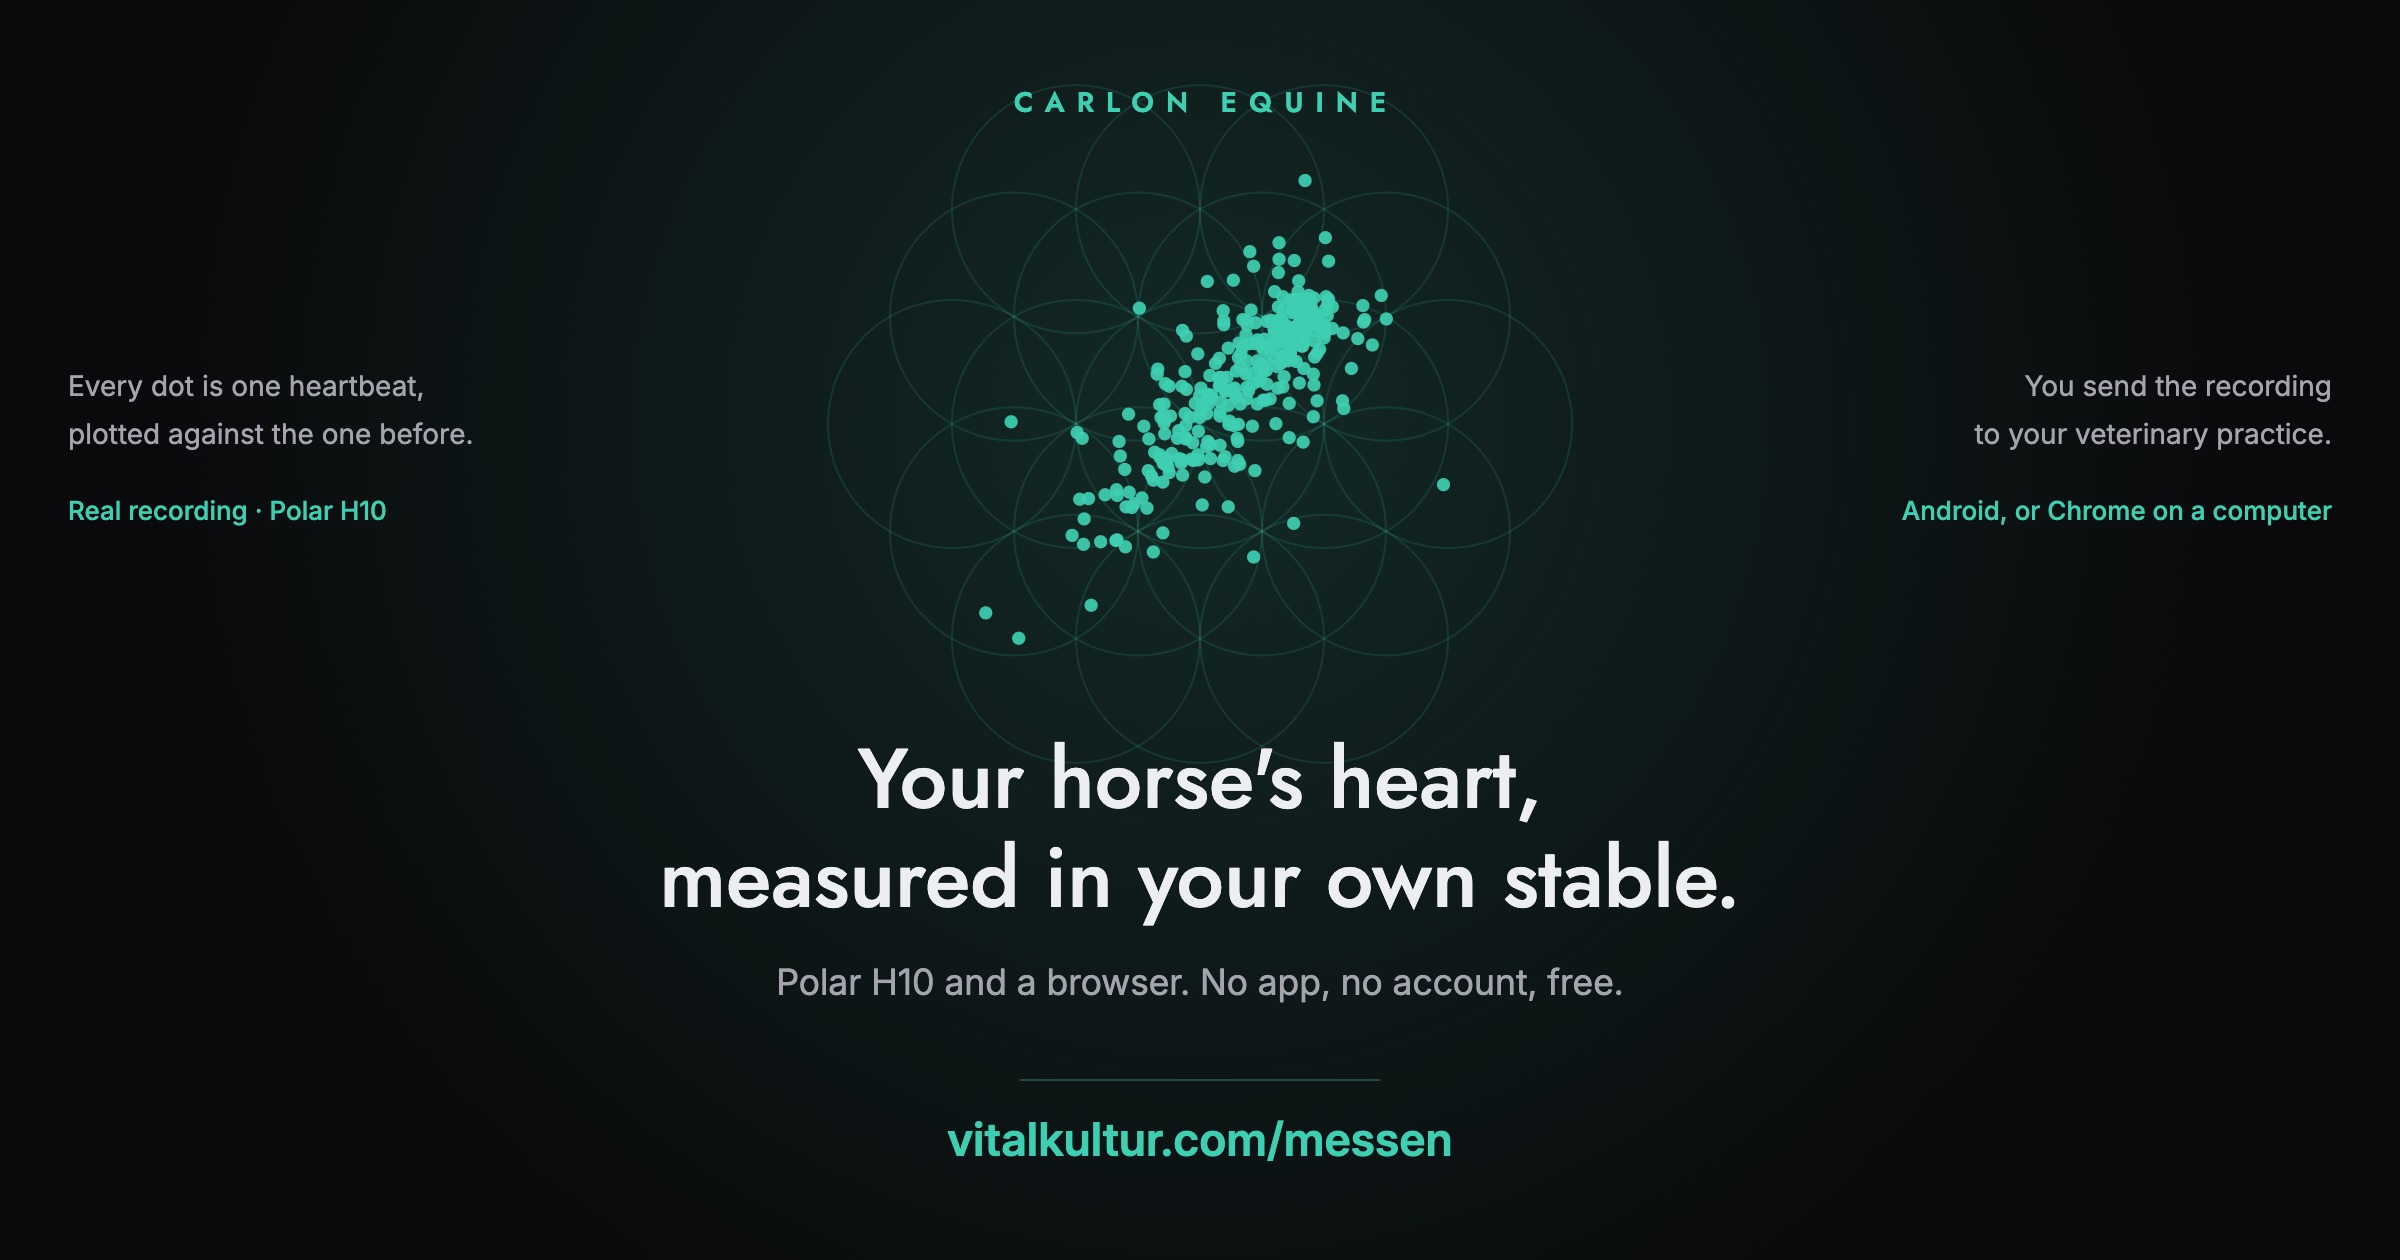 CARLON EQUINE
Every dot is one heartbeat,
plotted against the one before.
Real recording · Polar H10
You send the recording
to your veterinary practice.
Android, or Chrome on a computer
Your horse's heart,
measured in your own stable.
Polar H10 and a browser. No app, no account, free.
vitalkultur.com/messen